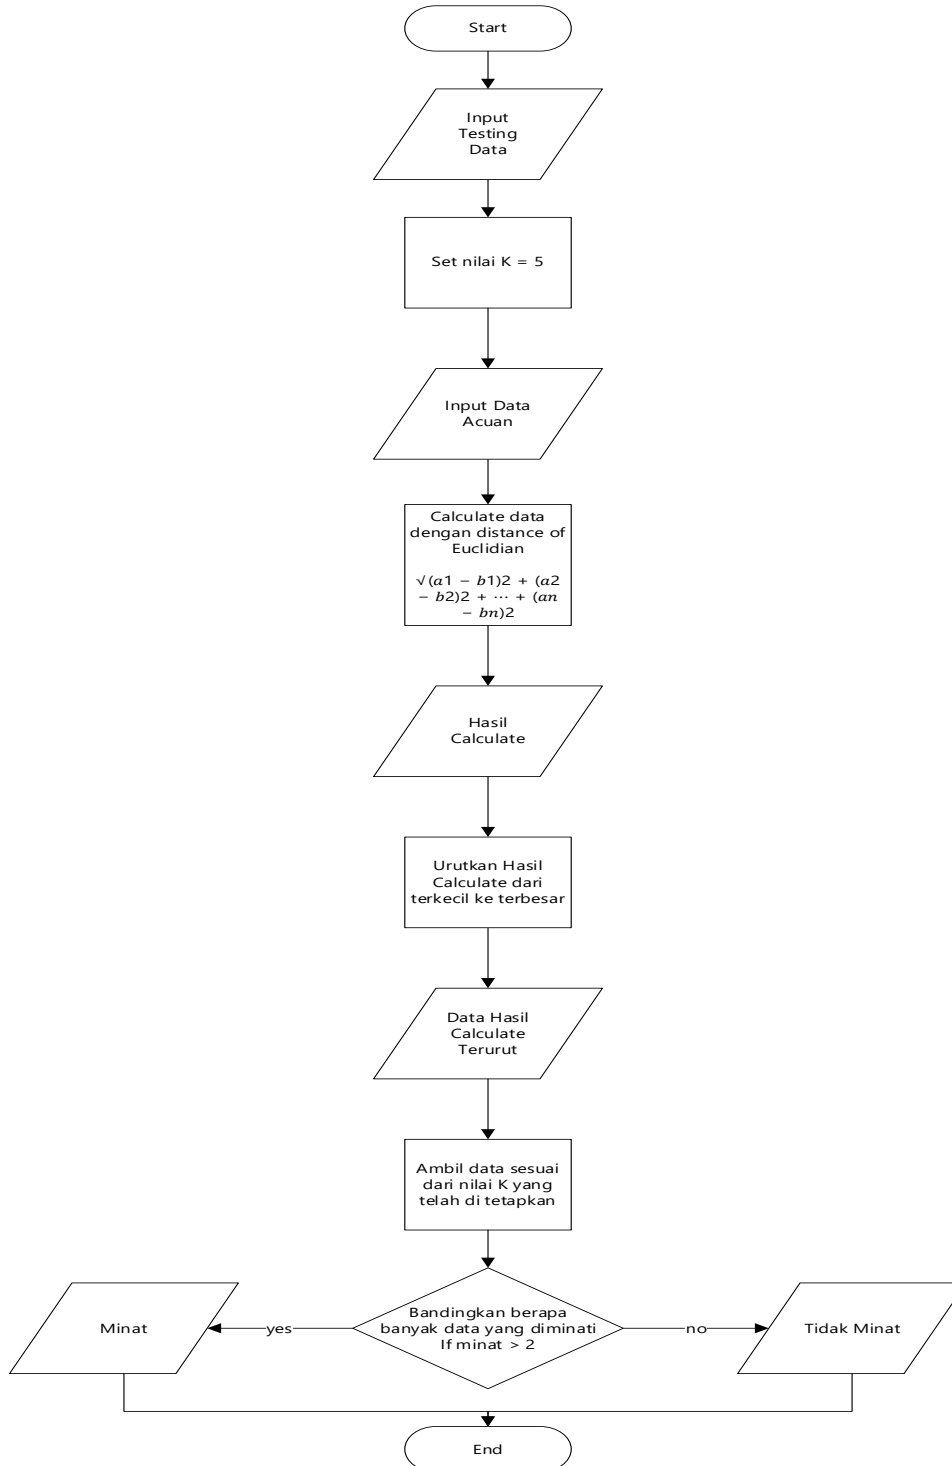 Start
Input
Testing
Data
Set nilai K = 5
Input Data
Acuan
Calculate data
dengan distance of
Euclidian
√(𝑎1 − 𝑏1)2 + (𝑎2
− 𝑏2)2 + ⋯ + (𝑎𝑛
− 𝑏𝑛)2
Hasil
Calculate
Urutkan Hasil
Calculate dari
terkecil ke terbesar
Data Hasil
Calculate
Terurut
Ambil data sesuai
dari nilai K yang
telah di tetapkan
Bandingkan berapa
banyak data yang diminati
If minat > 2
yes
Minat
no
Tidak Minat
End